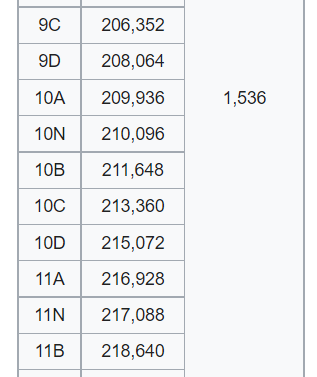 9C 206,352
9D 208,064
10A 209,936 1,536
10N 210,096
10B 211,648
10C 213,360
10D 215,072
11A 216,928
11N 217,088
11B 218,640